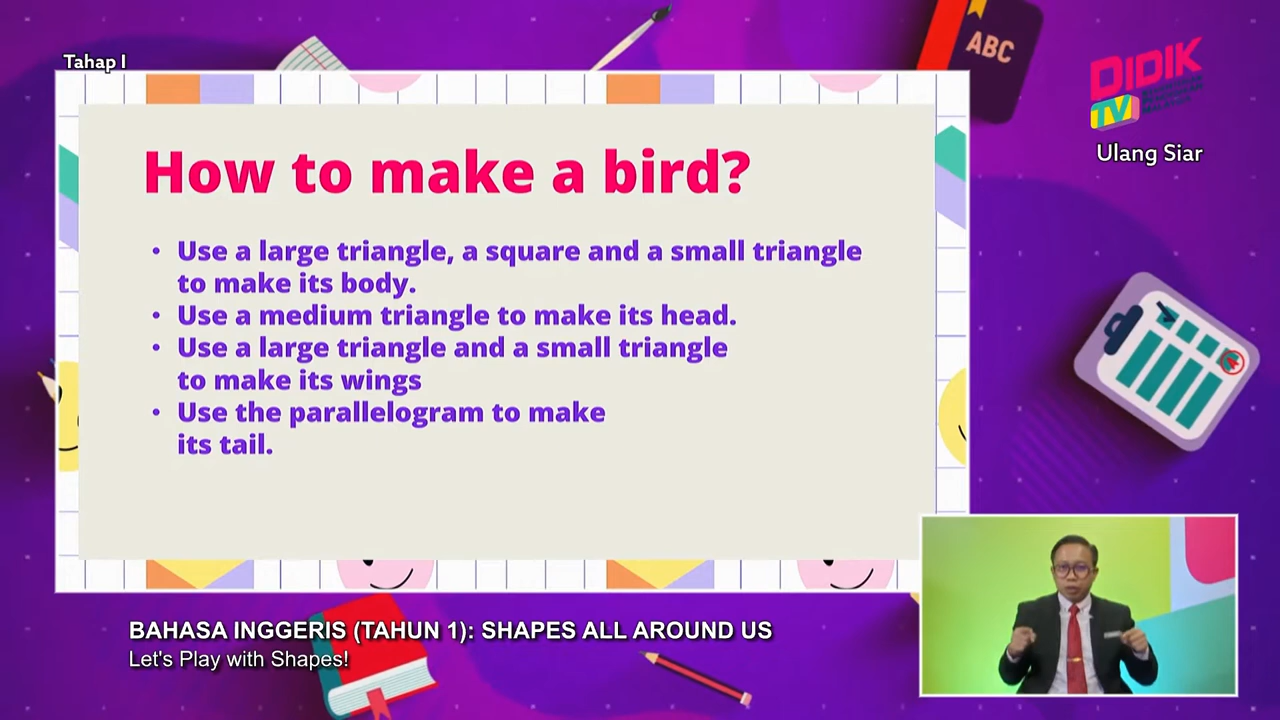 Tahap I
ABC
DIDIK
TV
Ulang Siar
How to make a bird?
• Use a large triangle, a square and a small triangle
to make its body.
• Use a medium triangle to make its head.
• Use a large triangle and a small triangle
to make its wings
• Use the parallelogram to make
its tail.
BAHASA INGGERIS (TAHUN 1): SHAPES ALL AROUND US
Let's Play with Shapes!